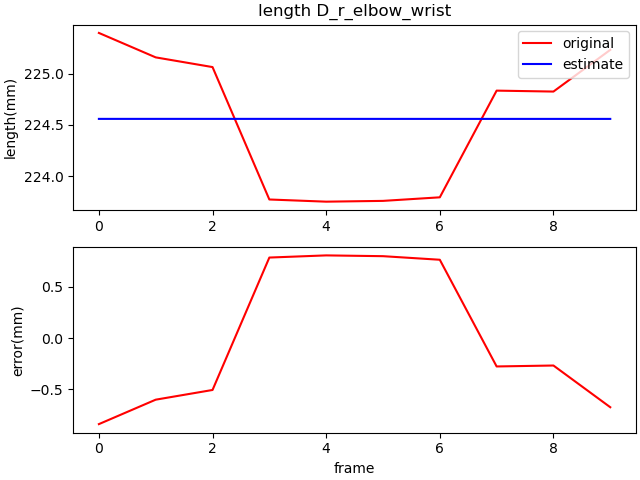 length D_r_elbow_wrist
original
estimate
length(mm)
225.0
224.5
224.0
0 2 4 6 8
error(mm)
0.5
0.0
−0.5
0 2 4 6 8
frame